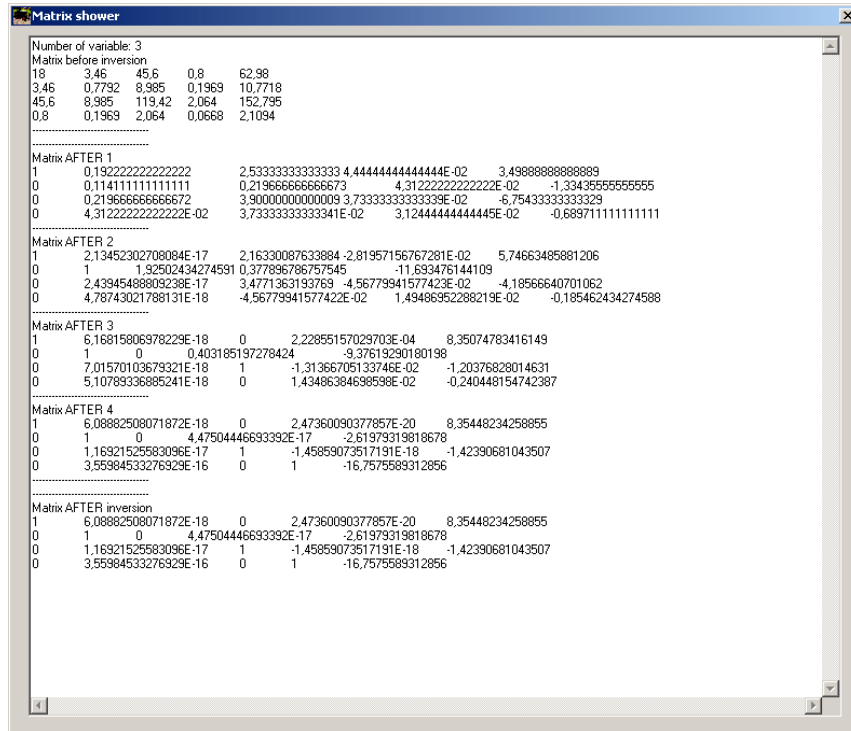 Matrix shower
Number of variable: 3
Matrix before inversion
18 3,46 45,6 0,8 62,98
3,46 0,7792 8,985 0,1969 10,7718
45,6 8,985 119,42 2,064 152,795
0,8 0,1969 2,064 0,0668 2,1094
------------------------------------
------------------------------------
Matrix AFTER 1
1 0,192222222222222 2,53333333333333 4,44444444444444E-02 3,49888888888889
0 0,114111111111111 0,219666666666673 4,31222222222222E-02 -1,33435555555555
0 0,219666666666672 3,90000000000009 3,73333333333339E-02 -6,75433333333329
0 4,31222222222222E-02 3,73333333333341E-02 3,12444444444445E-02 -0,689711111111111
------------------------------------
Matrix AFTER 2
1 2,13452302708084E-17 2,16330087633884 -2,81957156767281E-02 5,74663485881206
0 1 1,92502434274591 0,377896786757545 -11,693476144109
0 2,43945488809238E-17 3,4771363193769 -4,56779941577423E-02 -4,18566640701062
0 4,78743021788131E-18 -4,56779941577422E-02 1,49486952288219E-02 -0,185462434274588
------------------------------------
Matrix AFTER 3
1 6,16815806978229E-18 0 2,22855157029703E-04 8,35074783416149
0 1 0 0,403185197278424 -9,37619290180198
0 7,01570103679321E-18 1 -1,31366705133746E-02 -1,20376828014631
0 5,10789336885241E-18 0 1,43486384698598E-02 -0,240448154742387
------------------------------------
Matrix AFTER 4
1 6,08882508071872E-18 0 2,47360090377857E-20 8,35448234258855
0 1 0 4,47504446693392E-17 -2,61979319818678
0 1,16921525583096E-17 1 -1,45859073517191E-18 -1,42390681043507
0 3,55984533276929E-16 0 1 -16,7575589312856
------------------------------------
------------------------------------
Matrix AFTER inversion
1 6,08882508071872E-18 0 2,47360090377857E-20 8,35448234258855
0 1 0 4,47504446693392E-17 -2,61979319818678
0 1,16921525583096E-17 1 -1,45859073517191E-18 -1,42390681043507
0 3,55984533276929E-16 0 1 -16,7575589312856